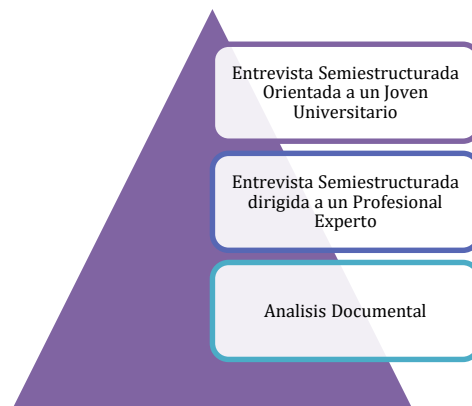 Entrevista Semiestructurada
Orientada a un Joven
Universitario
Entrevista Semiestructurada
dirigida a un Profesional
Experto
Analisis Documental